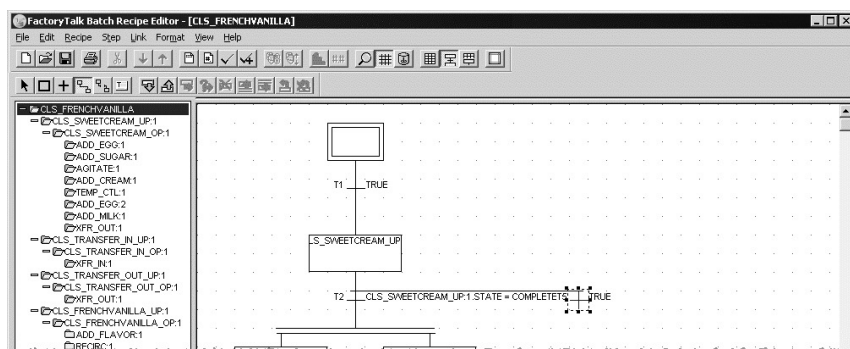 FactoryTalk Batch Recipe Editor - [CLS_FRENCHVANILLA]
File Edit Recipe Step Link Format View Help
CLS_FRENCHVANILLA
CLS_SWEETCREAM_UP:1
CLS_SWEETCREAM_OP:1
ADD_EGG:1
ADD_SUGAR:1
AGITATE:1
ADD_CREAM:1
TEMP_CTL:1
ADD_EGG:2
ADD_MILK:1
XFR_OUT:1
CLS_TRANSFER_IN_UP:1
CLS_TRANSFER_IN_OP:1
XFR_IN:1
CLS_TRANSFER_OUT_UP:1
CLS_TRANSFER_OUT_OP:1
XFR_OUT:1
CLS_FRENCHVANILLA_UP:1
CLS_FRENCHVANILLA_OP:1
ADD_FLAVOR:1
RECIRC:1
T1 TRUE
LS_SWEETCREAM_UP
T2 CLS_SWEETCREAM_UP:1.STATE = COMPLETE T5 TRUE